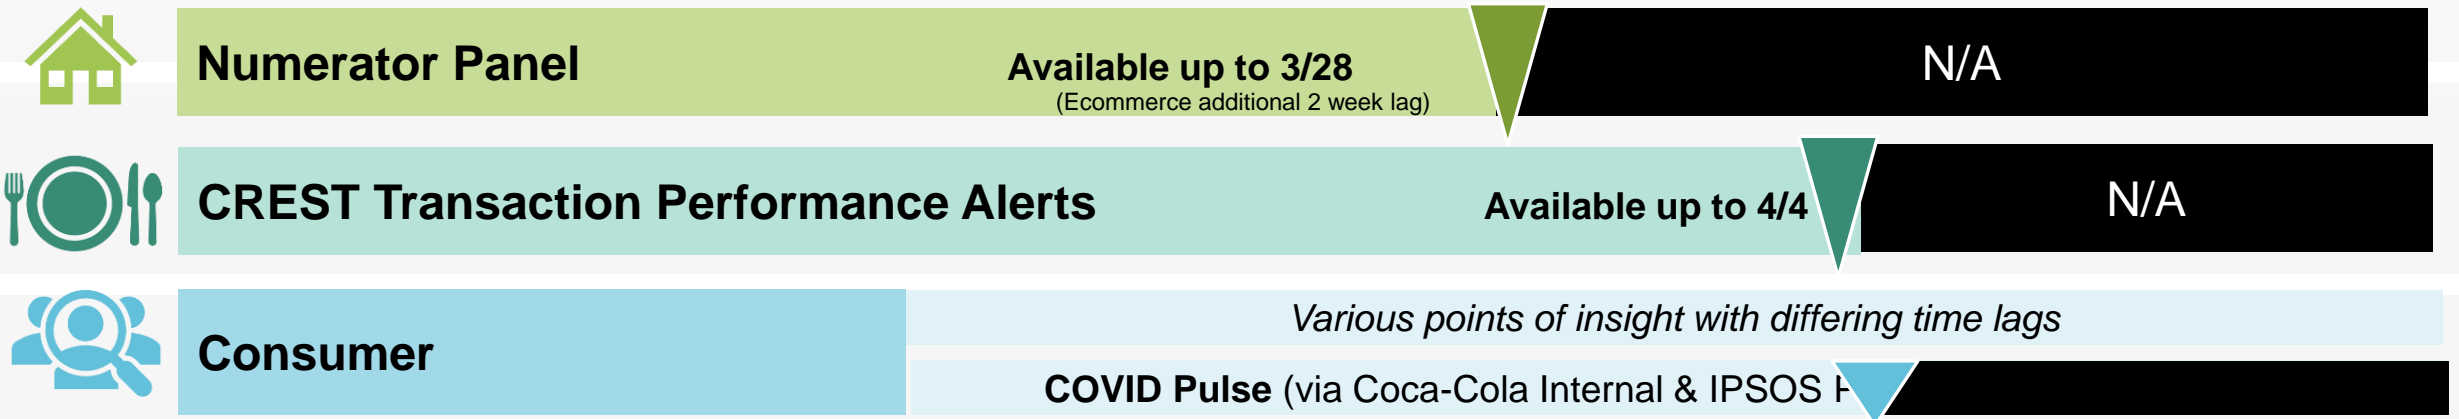 Numerator Panel
Available up to 3/28
(Ecommerce additional 2 week lag)
N/A
CREST Transaction Performance Alerts
Available up to 4/4
N/A
Consumer
Various points of insight with differing time lags
COVID Pulse (via Coca-Cola Internal & IPSOS